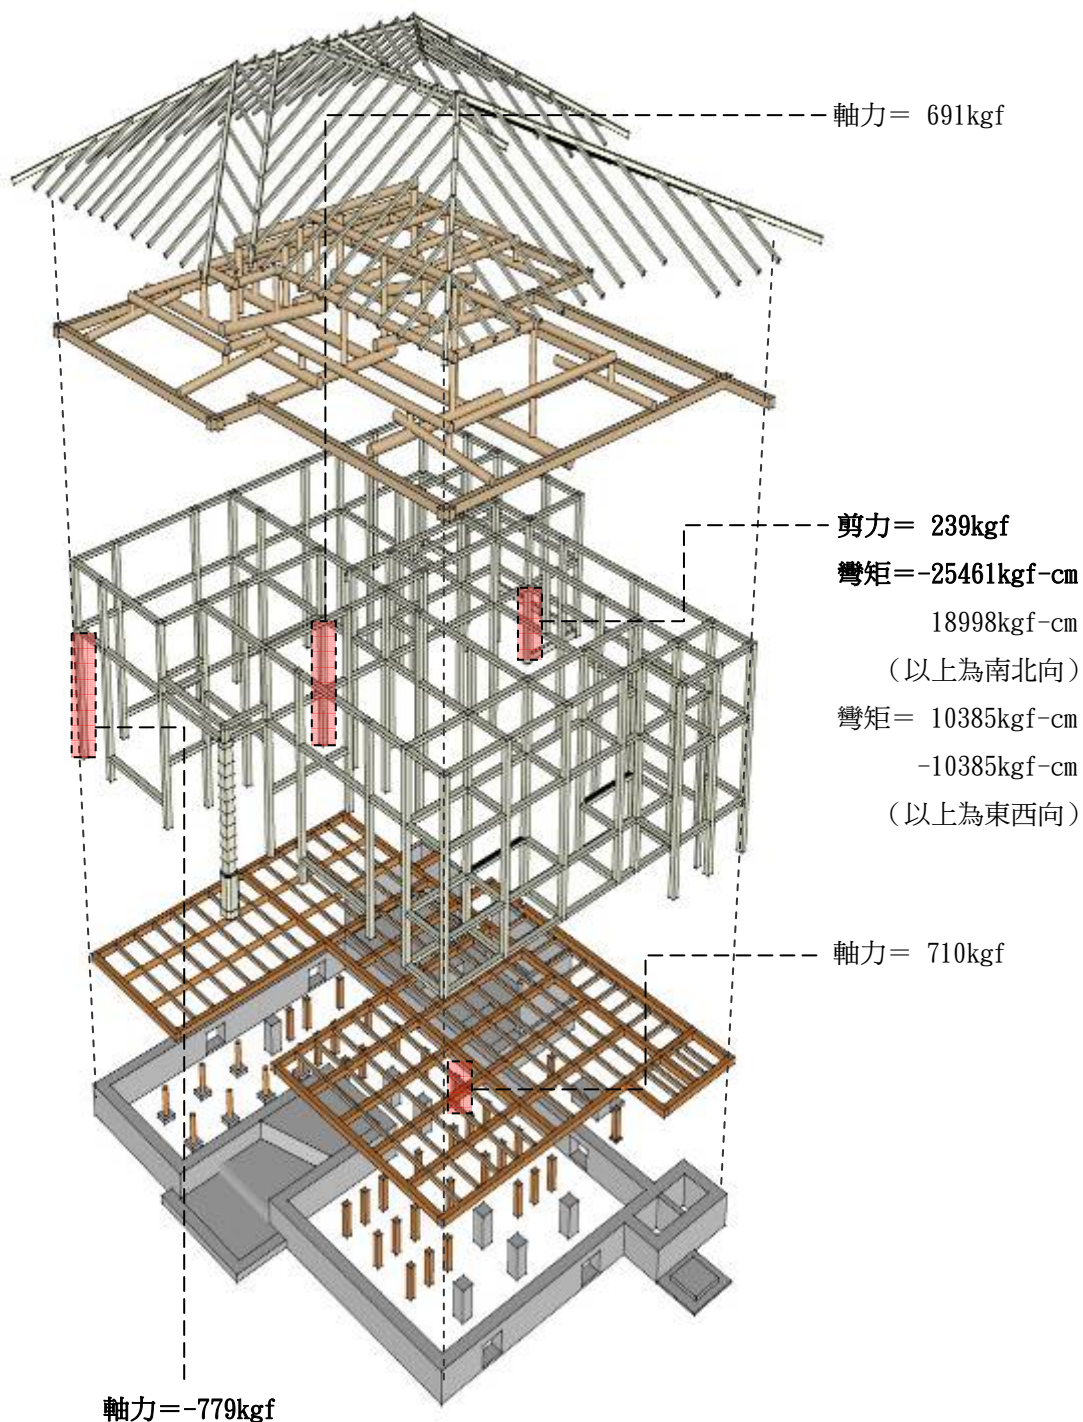 軸力＝ 691kgf
剪力＝ 239kgf
彎矩＝-25461kgf-cm
18998kgf-cm
（以上為南北向）
彎矩＝ 10385kgf-cm
-10385kgf-cm
（以上為東西向）
軸力＝ 710kgf
軸力＝-779kgf